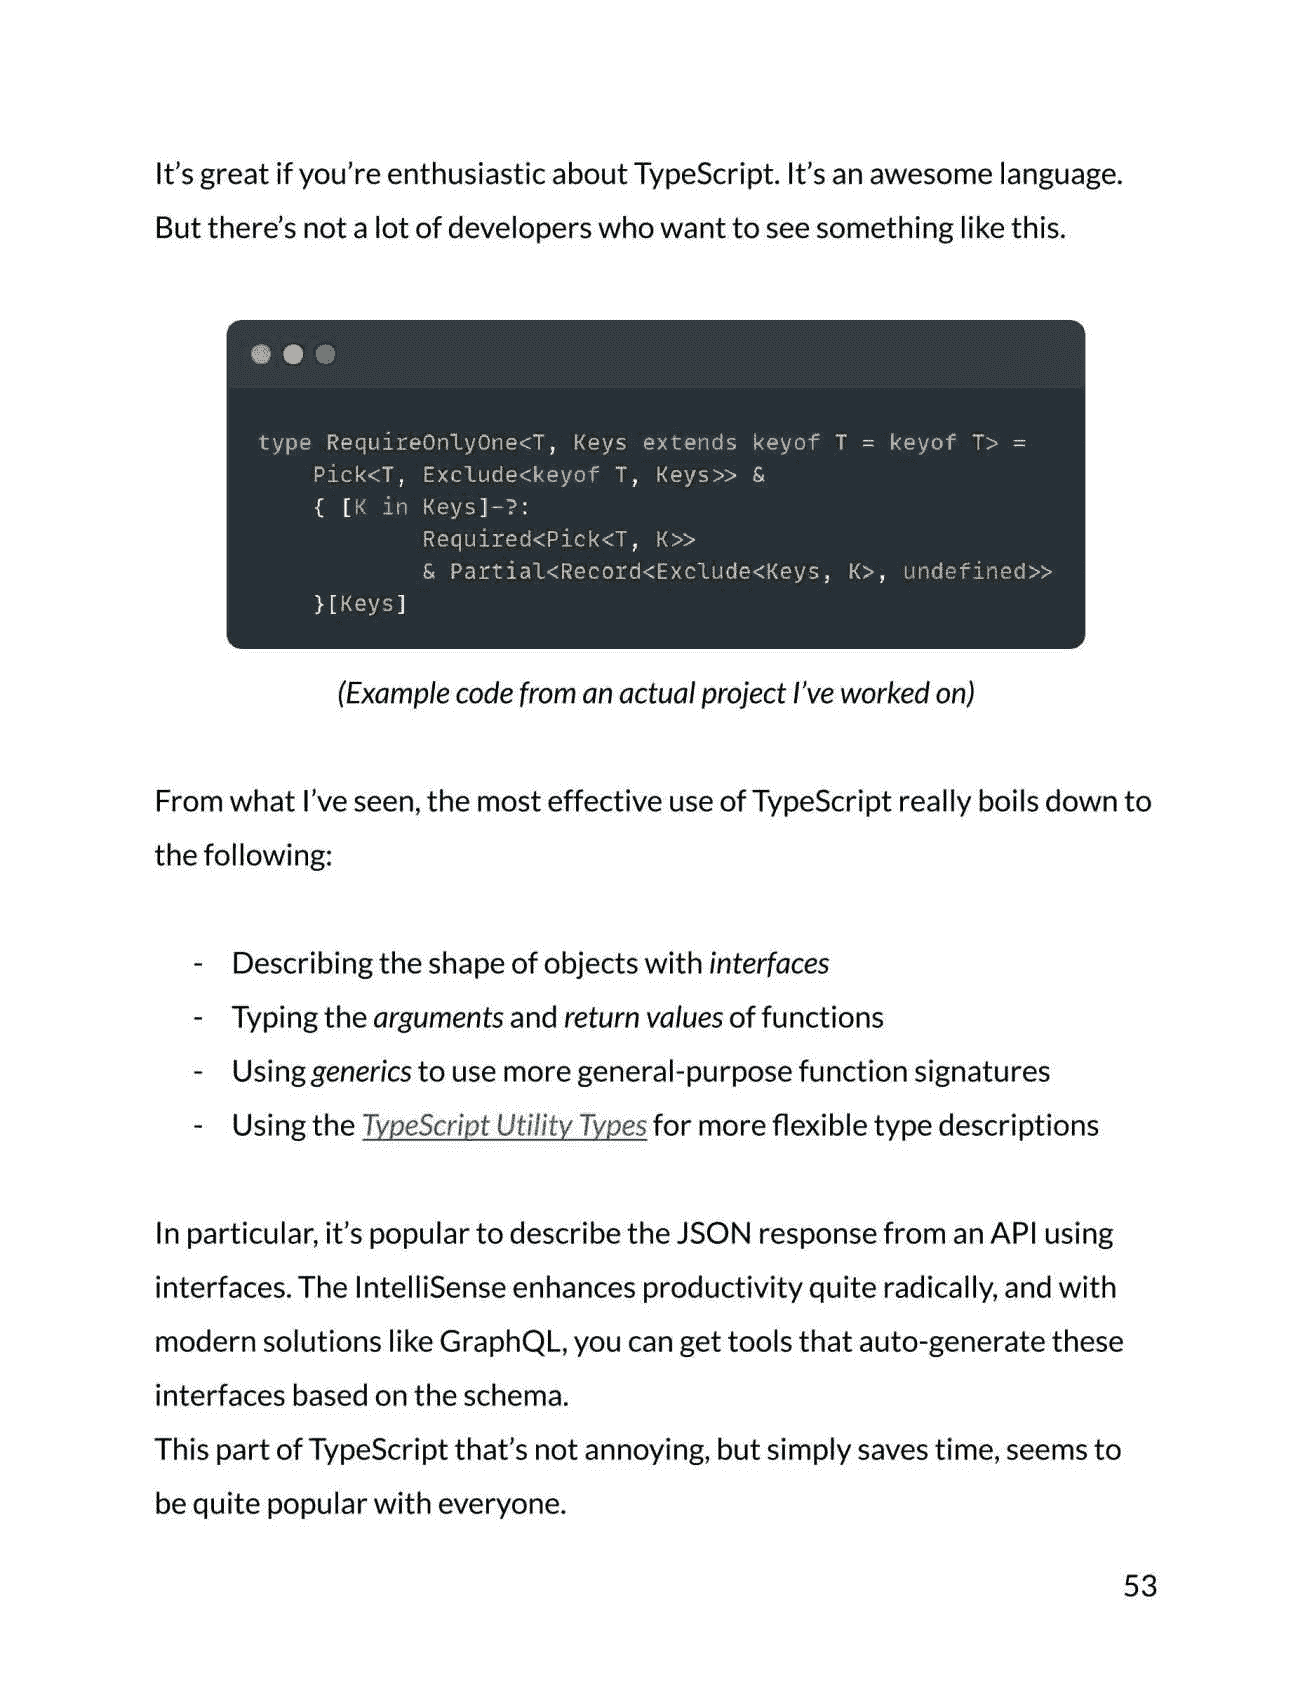 It’s great if you’re enthusiastic about TypeScript. It’s an awesome language.
But there’s not a lot of developers who want to see something like this.
type RequireOnlyOne<T, Keys extends keyof T = keyof T> =
    Pick<T, Exclude<keyof T, Keys>> &
    { [K in Keys]-?:
            Required<Pick<T, K>>
            & Partial<Record<Exclude<Keys, K>, undefined>>
    }[Keys]
(Example code from an actual project I’ve worked on)
From what I’ve seen, the most effective use of TypeScript really boils down to
the following:
- Describing the shape of objects with interfaces
- Typing the arguments and return values of functions
- Using generics to use more general-purpose function signatures
- Using the TypeScript Utility Types for more flexible type descriptions
In particular, it’s popular to describe the JSON response from an API using
interfaces. The IntelliSense enhances productivity quite radically, and with
modern solutions like GraphQL, you can get tools that auto-generate these
interfaces based on the schema.
This part of TypeScript that’s not annoying, but simply saves time, seems to
be quite popular with everyone.
53